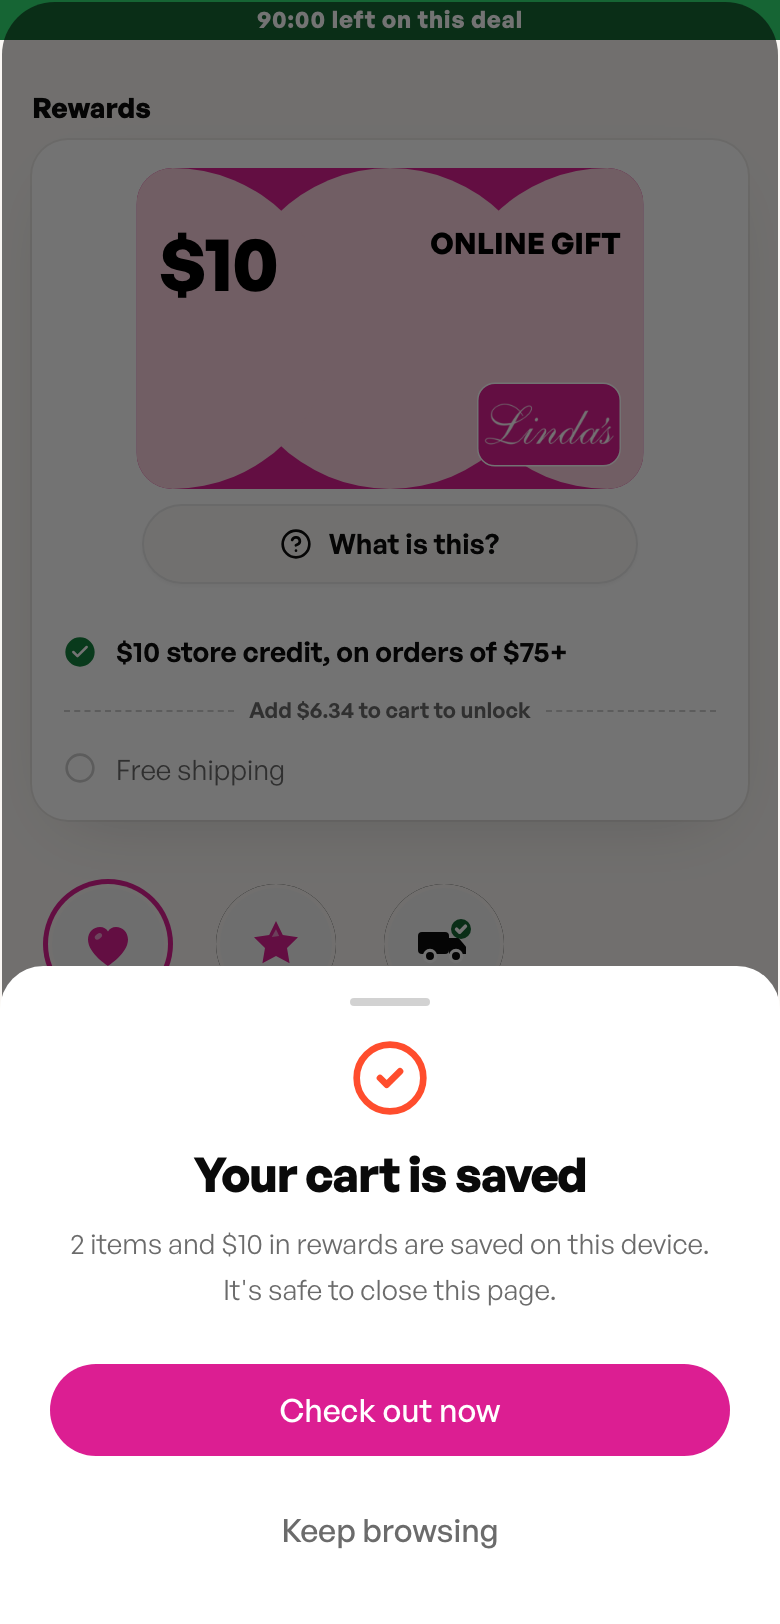 90:00 left on this deal
Rewards
$10
ONLINE GIFT
Linda's
What is this?
$10 store credit, on orders of $75+
Add $6.34 to cart to unlock
Free shipping
Your cart is saved
2 items and $10 in rewards are saved on this device.
It's safe to close this page.
Check out now
Keep browsing